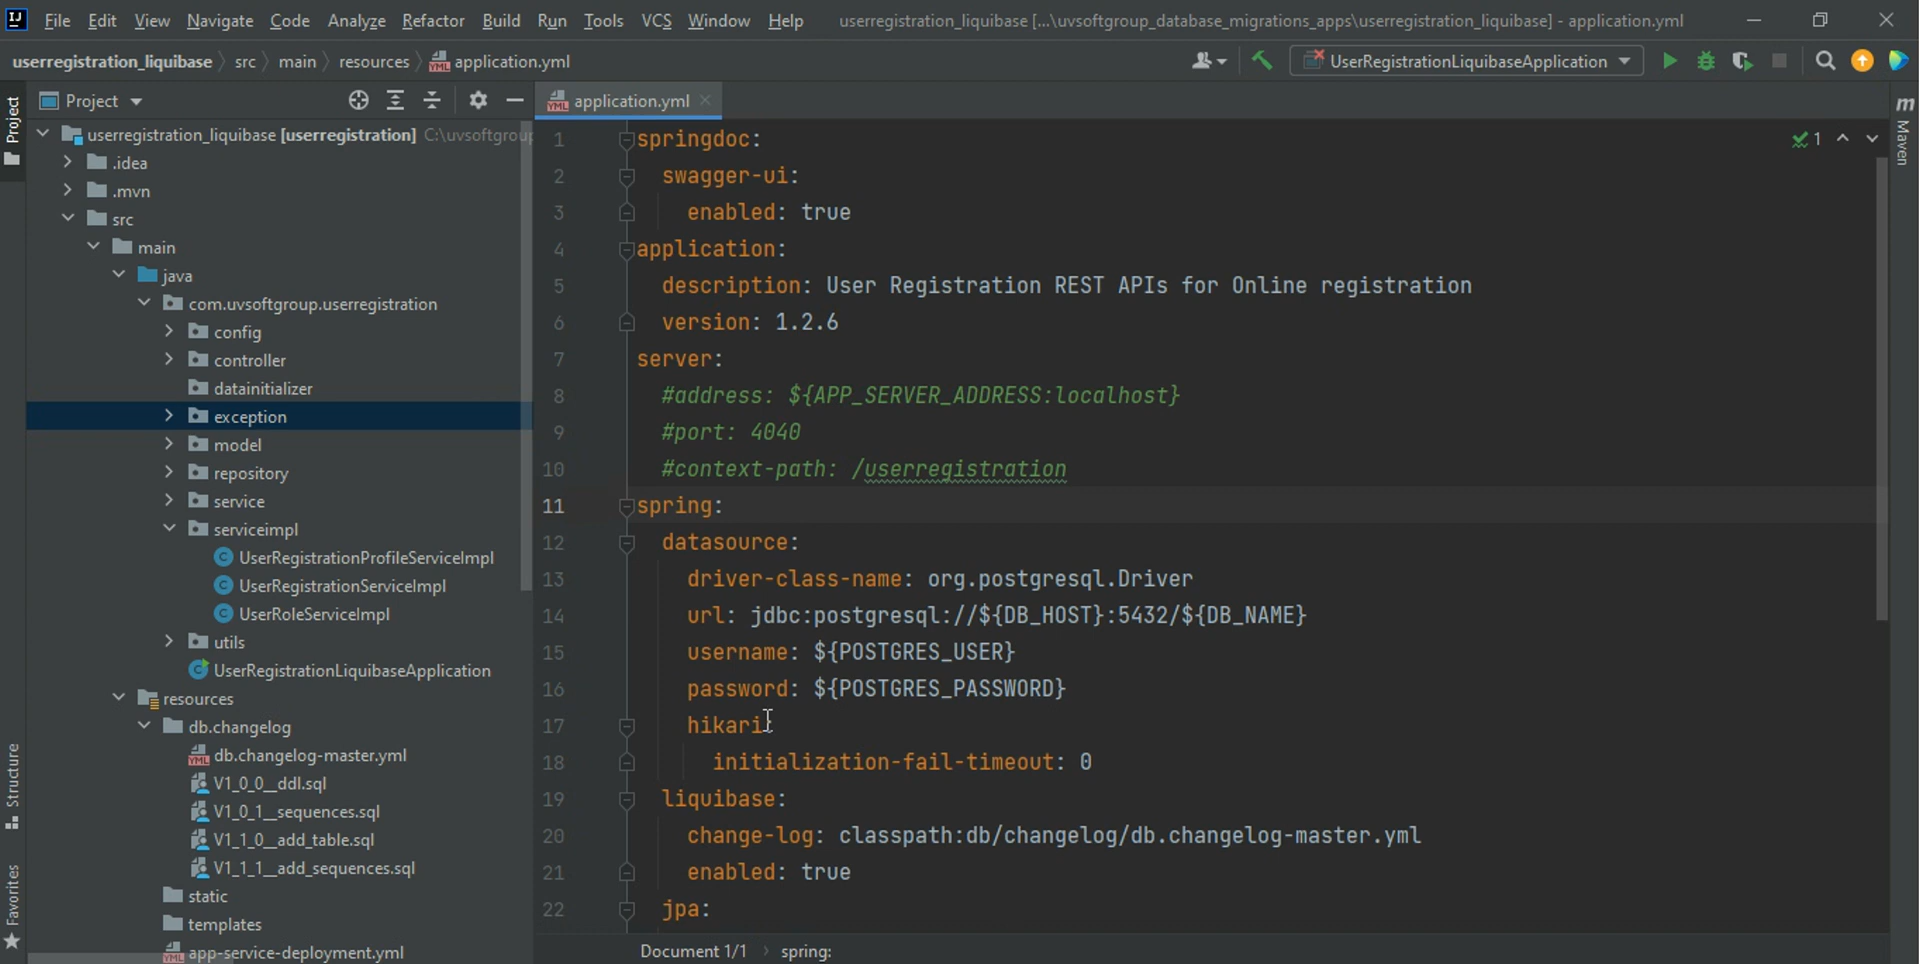 File Edit View Navigate Code Analyze Refactor Build Run Tools VCS Window Help userregistration_liquibase [...\uvsoftgroup_database_migrations_apps\userregistration_liquibase] - application.yml
userregistration_liquibase src main resources application.yml UserRegistrationLiquibaseApplication
Project
Project
Structure
Favorites
userregistration_liquibase [userregistration] C:\uvsoftgroup
.idea
.mvn
src
main
java
com.uvsoftgroup.userregistration
config
controller
datainitializer
exception
model
repository
service
serviceimpl
UserRegistrationProfileServiceImpl
UserRegistrationServiceImpl
UserRoleServiceImpl
utils
UserRegistrationLiquibaseApplication
resources
db.changelog
db.changelog-master.yml
V1_0_0__ddl.sql
V1_0_1__sequences.sql
V1_1_0__add_table.sql
V1_1_1__add_sequences.sql
static
templates
app-service-deployment.yml
application.yml
1 springdoc:
2 swagger-ui:
3 enabled: true
4 application:
5 description: User Registration REST APIs for Online registration
6 version: 1.2.6
7 server:
8 #address: ${APP_SERVER_ADDRESS:localhost}
9 #port: 4040
10 #context-path: /userregistration
11 spring:
12 datasource:
13 driver-class-name: org.postgresql.Driver
14 url: jdbc:postgresql://${DB_HOST}:5432/${DB_NAME}
15 username: ${POSTGRES_USER}
16 password: ${POSTGRES_PASSWORD}
17 hikari:
18 initialization-fail-timeout: 0
19 liquibase:
20 change-log: classpath:db/changelog/db.changelog-master.yml
21 enabled: true
22 jpa:
1
m Maven
Document 1/1 spring: